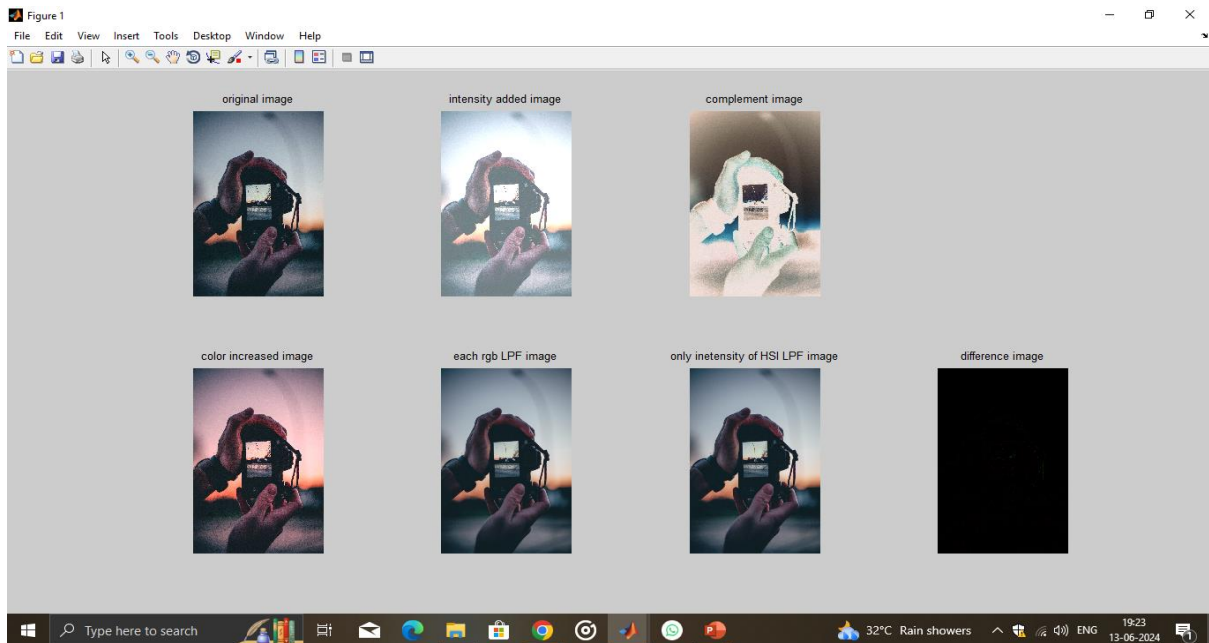 Figure 1
File Edit View Insert Tools Desktop Window Help
original image
intensity added image
complement image
color increased image
each rgb LPF image
only inetensity of HSI LPF image
difference image
Type here to search
32°C Rain showers
ENG
19:23
13-06-2024